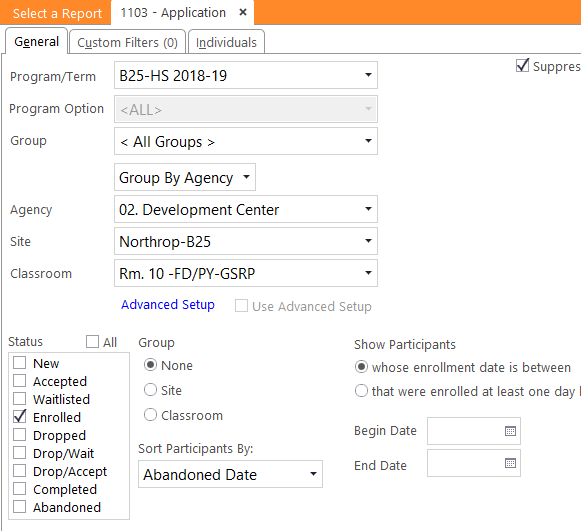 Select a Report 1103 - Application ×
General Custom Filters (0) Individuals
Program/Term B25-HS 2018-19 Suppres
Program Option <ALL>
Group < All Groups >
Group By Agency
Agency 02. Development Center
Site Northrop-B25
Classroom Rm. 10 -FD/PY-GSRP
Advanced Setup Use Advanced Setup
Status All Group
Show Participants
New None whose enrollment date is between
Accepted
Waitlisted Site that were enrolled at least one day
Enrolled Classroom
Dropped Begin Date
Drop/Wait Sort Participants By:
Drop/Accept Abandoned Date End Date
Completed
Abandoned